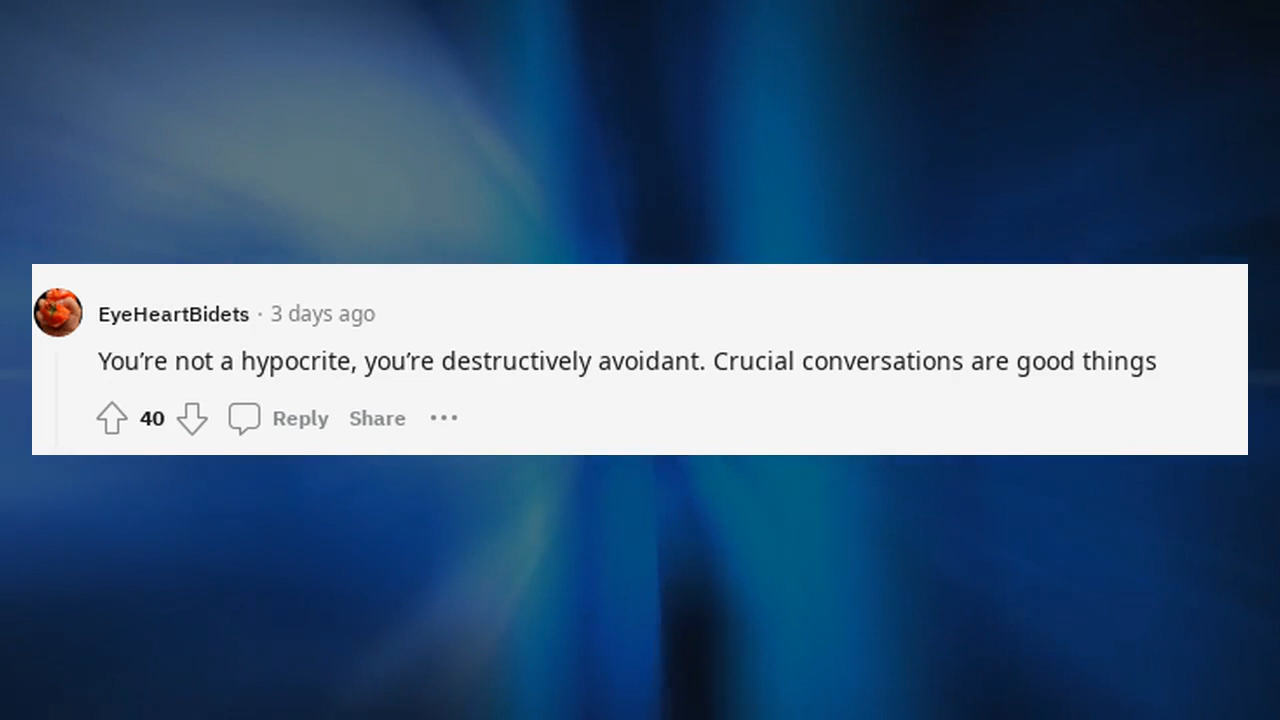 EyeHeartBidets · 3 days ago
You’re not a hypocrite, you’re destructively avoidant. Crucial conversations are good things
40 Reply Share •••